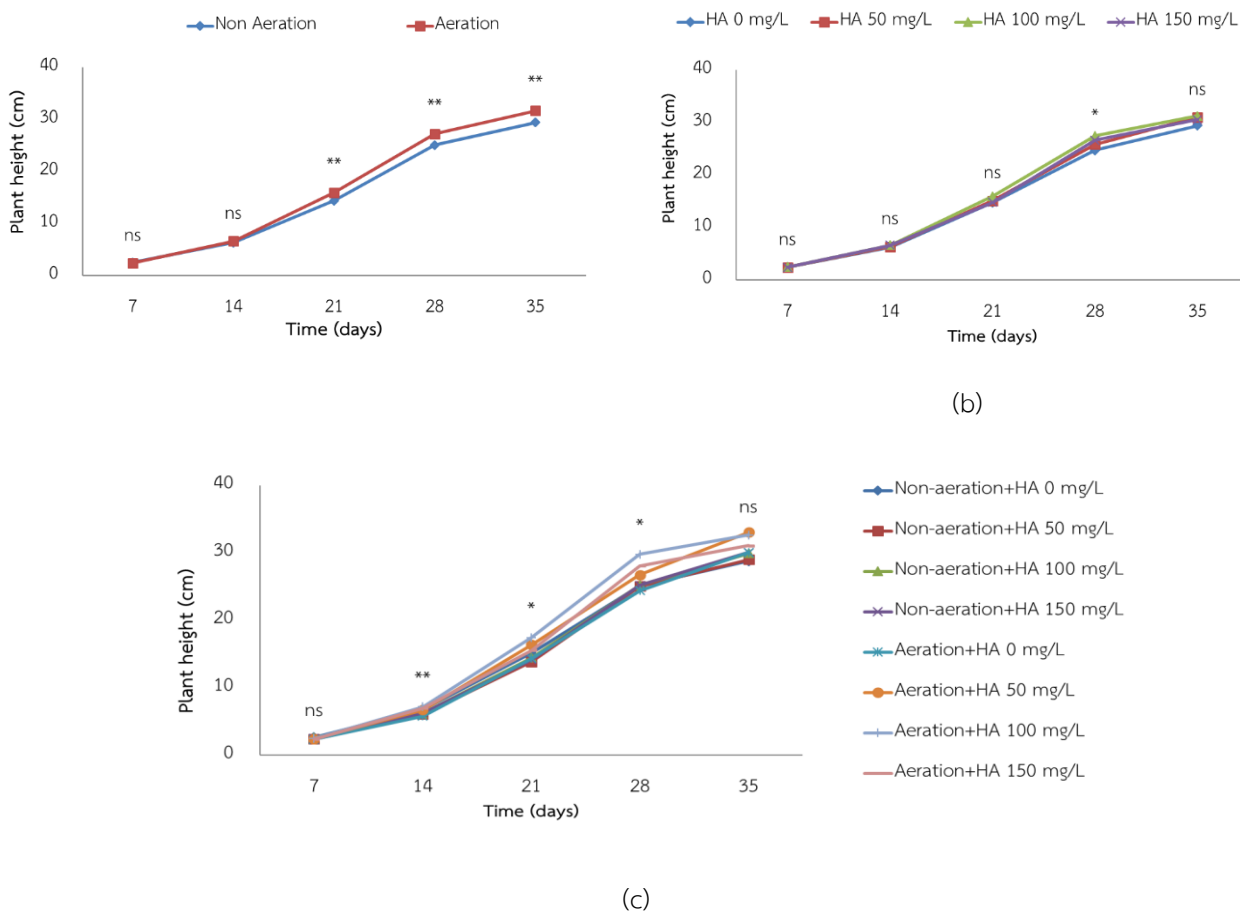 Non Aeration Aeration
Plant height (cm)
40
30
20
10
0
ns
ns
**
**
**
7 14 21 28 35
Time (days)
HA 0 mg/L HA 50 mg/L HA 100 mg/L HA 150 mg/L
Plant height (cm)
40
30
20
10
0
ns
ns
ns
*
ns
7 14 21 28 35
Time (days)
(b)
Plant height (cm)
40
30
20
10
0
ns
**
*
*
ns
7 14 21 28 35
Time (days)
Non-aeration+HA 0 mg/L
Non-aeration+HA 50 mg/L
Non-aeration+HA 100 mg/L
Non-aeration+HA 150 mg/L
Aeration+HA 0 mg/L
Aeration+HA 50 mg/L
Aeration+HA 100 mg/L
Aeration+HA 150 mg/L
(c)